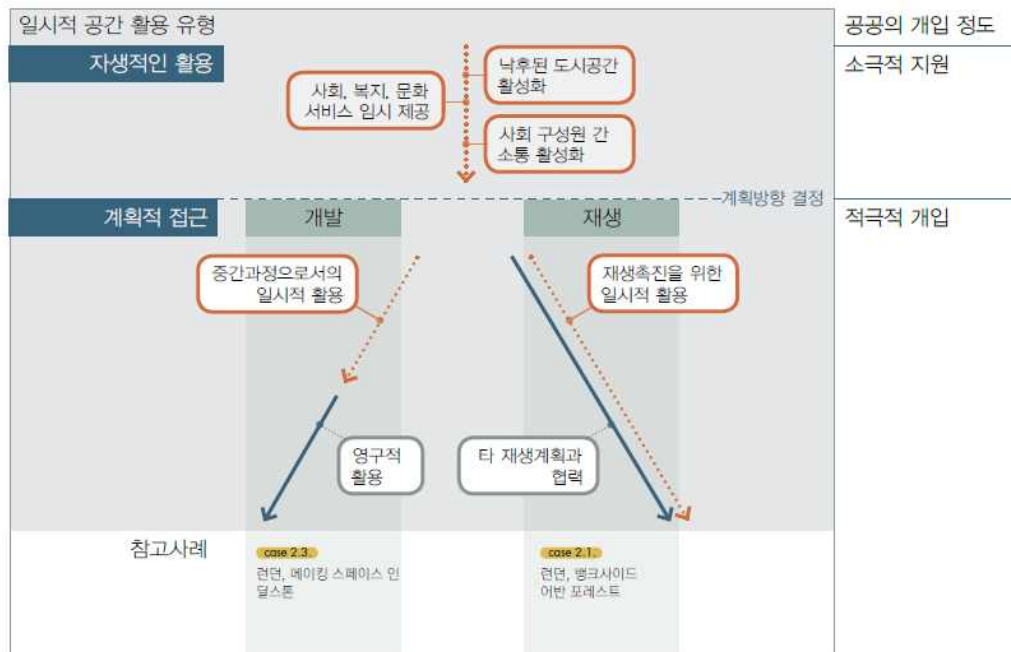 일시적 공간 활용 유형
공공의 개입 정도
자생적인 활용
소극적 지원
낙후된 도시공간
활성화
사회, 복지, 문화
서비스 임시 제공
사회 구성원 간
소통 활성화
계획방향 결정
계획적 접근
개발
재생
적극적 개입
중간과정으로서의
일시적 활용
재생촉진을 위한
일시적 활용
영구적
활용
타 재생계획과
협력
참고사례
case 2.3.
런던, 메이킹 스페이스 인
달스톤
case 2.1.
런던, 뱅크사이드
어반 포레스트